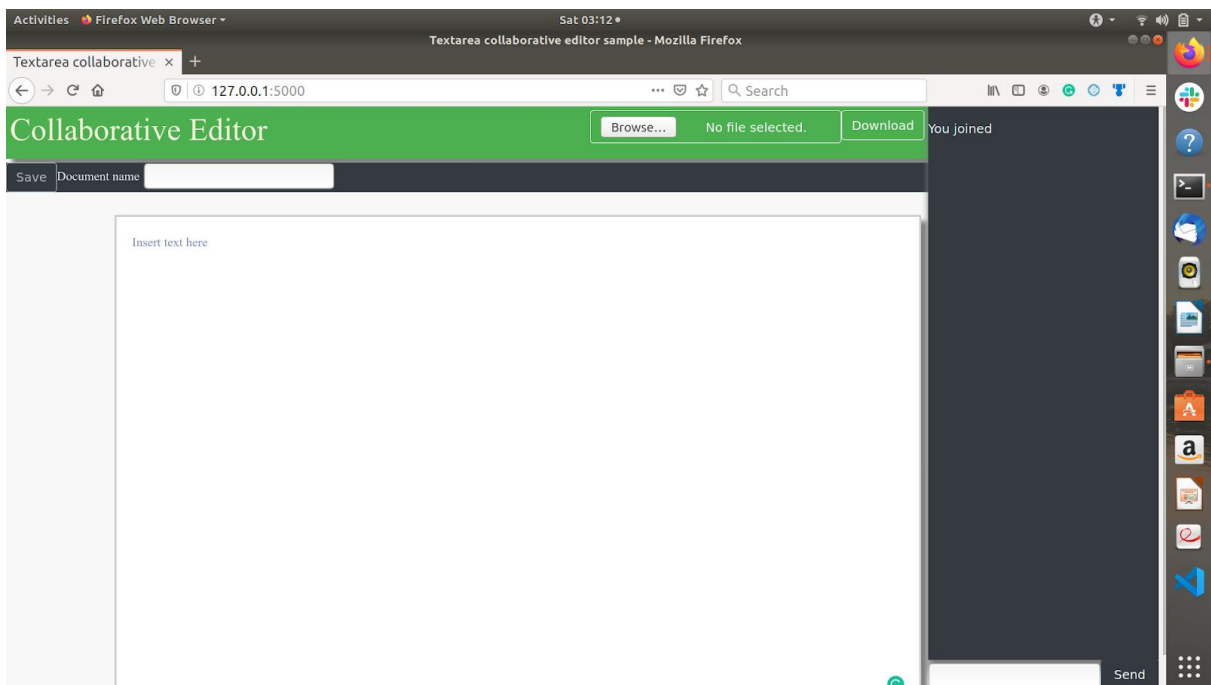 Activities Firefox Web Browser Sat 03:12
Textarea collaborative editor sample - Mozilla Firefox
Textarea collaborative
127.0.0.1:5000 Search
Collaborative Editor Browse... No file selected. Download You joined
Save Document name
Insert text here
Send